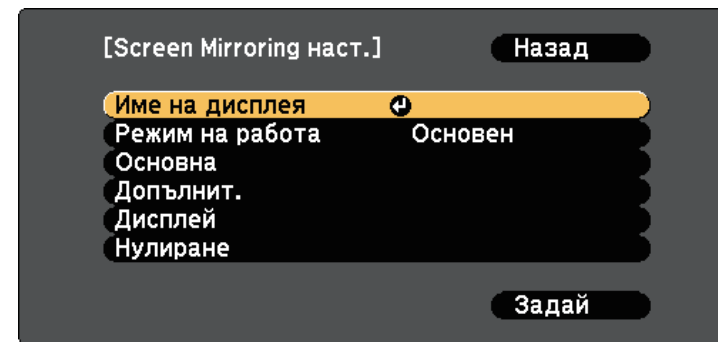 [Screen Mirroring наст.] Назад
Име на дисплея
Режим на работа Основен
Основна
Допълнит.
Дисплей
Нулиране
Задай